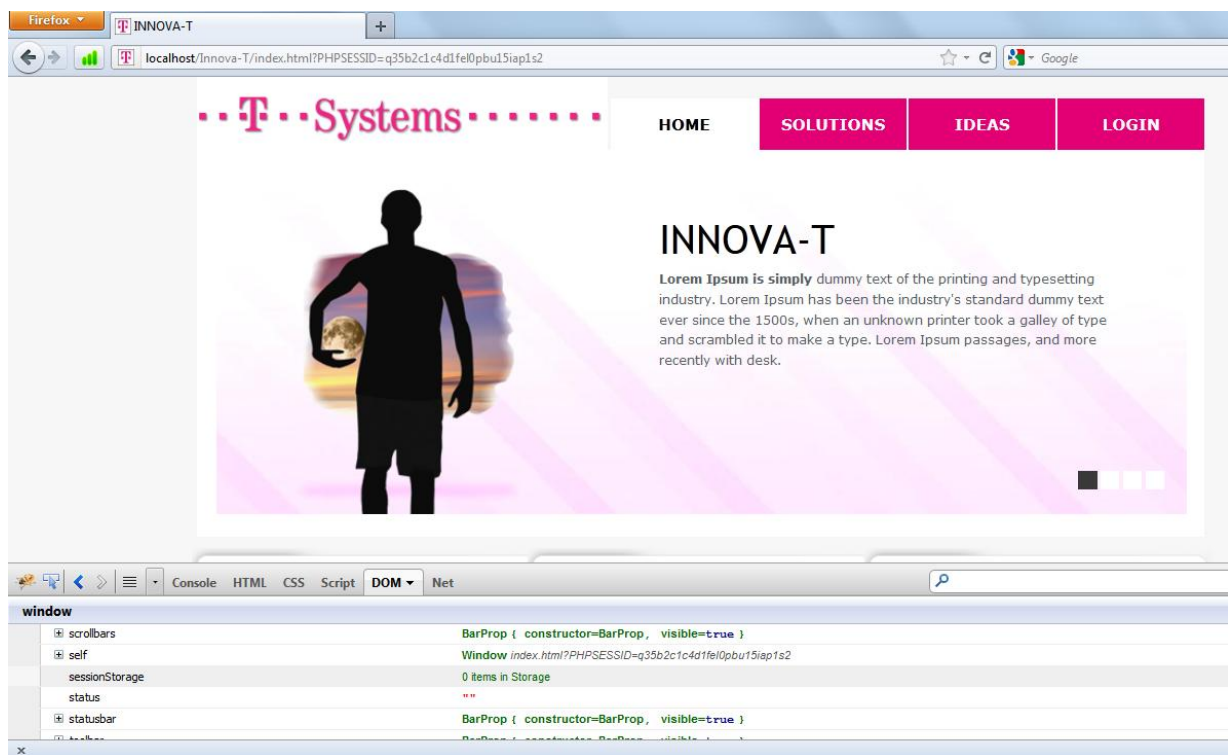 Firefox
INNOVA-T
+
localhost/Innova-T/index.html?PHPSESSID=q35b2c1c4d1fel0pbu15iap1s2
Google
T Systems
HOME SOLUTIONS IDEAS LOGIN
INNOVA-T
Lorem Ipsum is simply dummy text of the printing and typesetting
industry. Lorem Ipsum has been the industry's standard dummy text
ever since the 1500s, when an unknown printer took a galley of type
and scrambled it to make a type. Lorem Ipsum passages, and more
recently with desk.
Console HTML CSS Script DOM Net
window
scrollbars BarProp { constructor=BarProp, visible=true }
self Window index.html?PHPSESSID=q35b2c1c4d1fel0pbu15iap1s2
sessionStorage 0 items in Storage
status ""
statusbar BarProp { constructor=BarProp, visible=true }